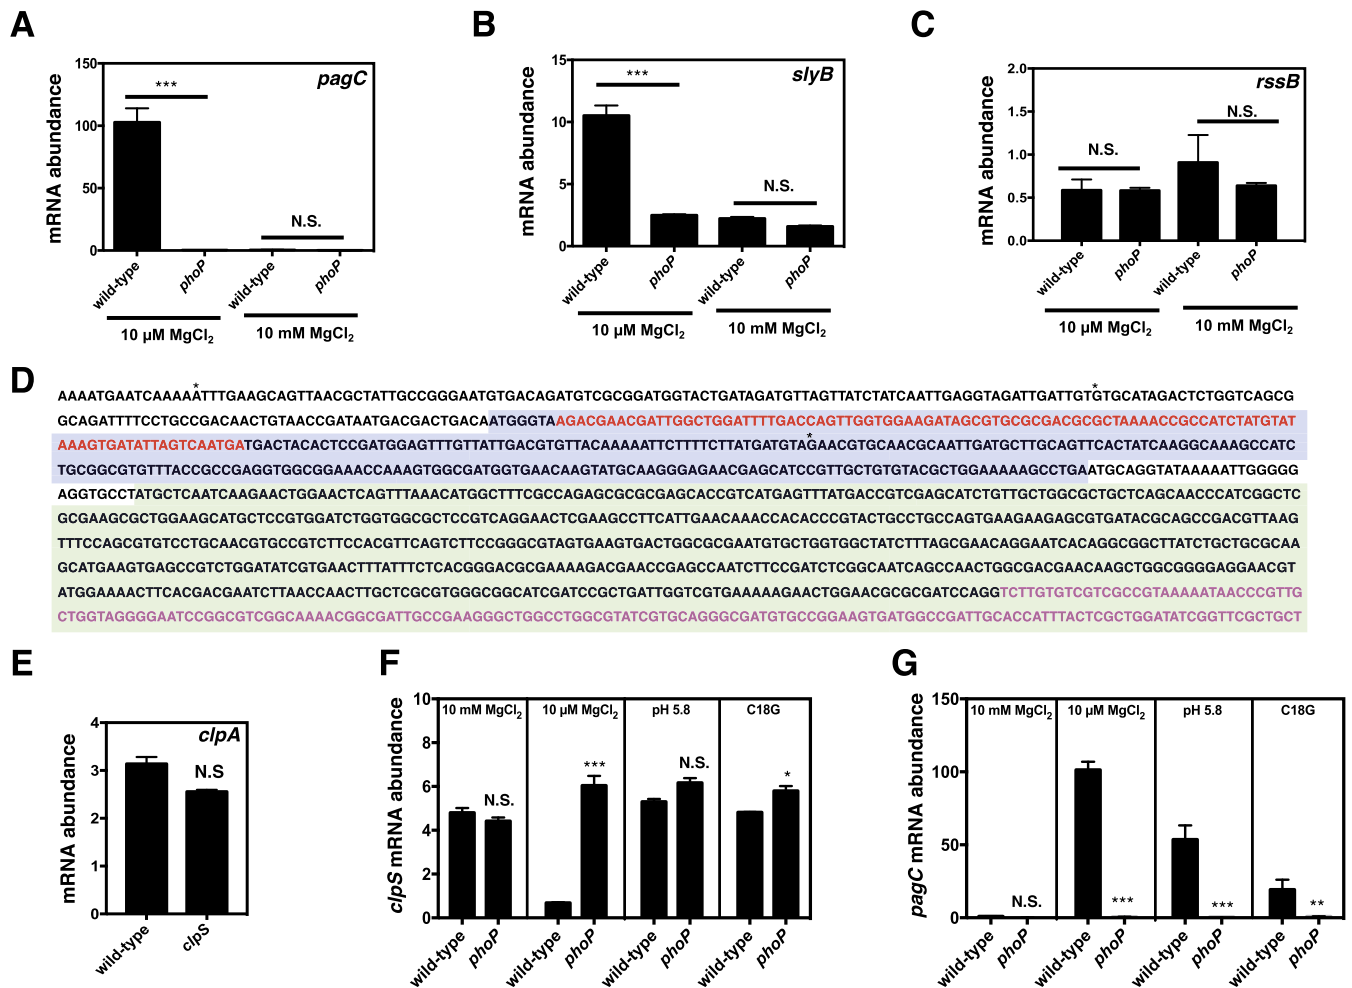 A
mRNA abundance
150
100
50
0
***
pagC
N.S.
wild-type
phoP
wild-type
phoP
10 µM MgCl2
10 mM MgCl2
B
mRNA abundance
15
10
5
0
***
slyB
N.S.
wild-type
phoP
wild-type
phoP
10 µM MgCl2
10 mM MgCl2
C
mRNA abundance
2.0
1.5
1.0
0.5
0.0
rssB
N.S.
N.S.
wild-type
phoP
wild-type
phoP
10 µM MgCl2
10 mM MgCl2
D
* *
AAAATGAATCAAAAATTTGAAGCAGTTAACGCTATTGCCGGGAATGTGACAGATGTCGCGGATGGTACTGATAGATGTTAGTTATCTATCAATTGAGGTAGATTGATTGTGTGCATAGACTCTGGTCAGCG
GCAGATTTTCCTGCCGACAACTGTAACCGATAATGACGACTGACAATGGGTAAGACGAACGATTGGCTGGATTTTGACCAGTTGGTGGAAGATAGCGTGCGCGACGCGCTAAAACCGCCATCTATGTAT
*
AAAGTGATATTAGTCAATGATGACTACACTCCGATGGAGTTTGTTATTGACGTGTTACAAAAATTCTTTTCTTATGATGTAGAACGTGCAACGCAATTGATGCTTGCAGTTCACTATCAAGGCAAAGCCATC
TGCGGCGTGTTTACCGCCGAGGTGGCGGAAACCAAAGTGGCGATGGTGAACAAGTATGCAAGGGAGAACGAGCATCCGTTGCTGTGTACGCTGGAAAAAGCCTGAATGCAGGTATAAAAATTGGGGG
AGGTGCCTATGCTCAATCAAGAACTGGAACTCAGTTTAAACATGGCTTTCGCCAGAGCGCGCGAGCACCGTCATGAGTTTATGACCGTCGAGCATCTGTTGCTGGCGCTGCTCAGCAACCCATCGGCTC
GCGAAGCGCTGGAAGCATGCTCCGTGGATCTGGTGGCGCTCCGTCAGGAACTCGAAGCCTTCATTGAACAAACCACACCCGTACTGCCTGCCAGTGAAGAAGAGCGTGATACGCAGCCGACGTTAAG
TTTCCAGCGTGTCCTGCAACGTGCCGTCTTCCACGTTCAGTCTTCCGGGCGTAGTGAAGTGACTGGCGCGAATGTGCTGGTGGCTATCTTTAGCGAACAGGAATCACAGGCGGCTTATCTGCTGCGCAA
GCATGAAGTGAGCCGTCTGGATATCGTGAACTTTATTTCTCACGGGACGCGAAAAGACGAACCGAGCCAATCTTCCGATCTCGGCAATCAGCCAACTGGCGACGAACAAGCTGGCGGGGAGGAACGT
ATGGAAAACTTCACGACGAATCTTAACCAACTTGCTCGCGTGGGCGGCATCGATCCGCTGATTGGTCGTGAAAAAGAACTGGAACGCGCGATCCAGGTCTTGTGTCGTCGCCGTAAAAATAACCCGTTG
CTGGTAGGGGAATCCGGCGTCGGCAAAACGGCGATTGCCGAAGGGCTGGCCTGGCGTATCGTGCAGGGCGATGTGCCGGAAGTGATGGCCGATTGCACCATTTACTCGCTGGATATCGGTTCGCTGCT
E
mRNA abundance
4
3
2
1
0
clpA
N.S
wild-type
clpS
F
clpS mRNA abundance
10
8
6
4
2
0
10 mM MgCl2
10 µM MgCl2
pH 5.8
C18G
N.S.
***
N.S.
*
wild-type
phoP
wild-type
phoP
wild-type
phoP
wild-type
phoP
G
pagC mRNA abundance
150
100
50
0
10 mM MgCl2
10 µM MgCl2
pH 5.8
C18G
N.S.
***
***
**
wild-type
phoP
wild-type
phoP
wild-type
phoP
wild-type
phoP